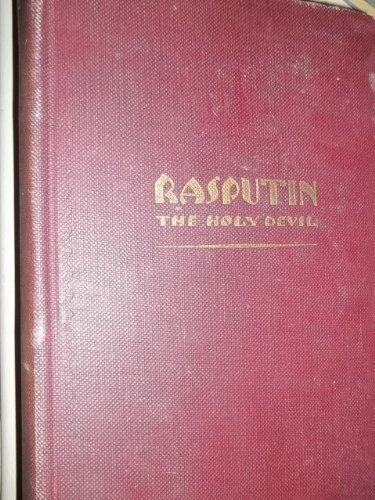 RASPUTIN
THE HOLY DEVIL